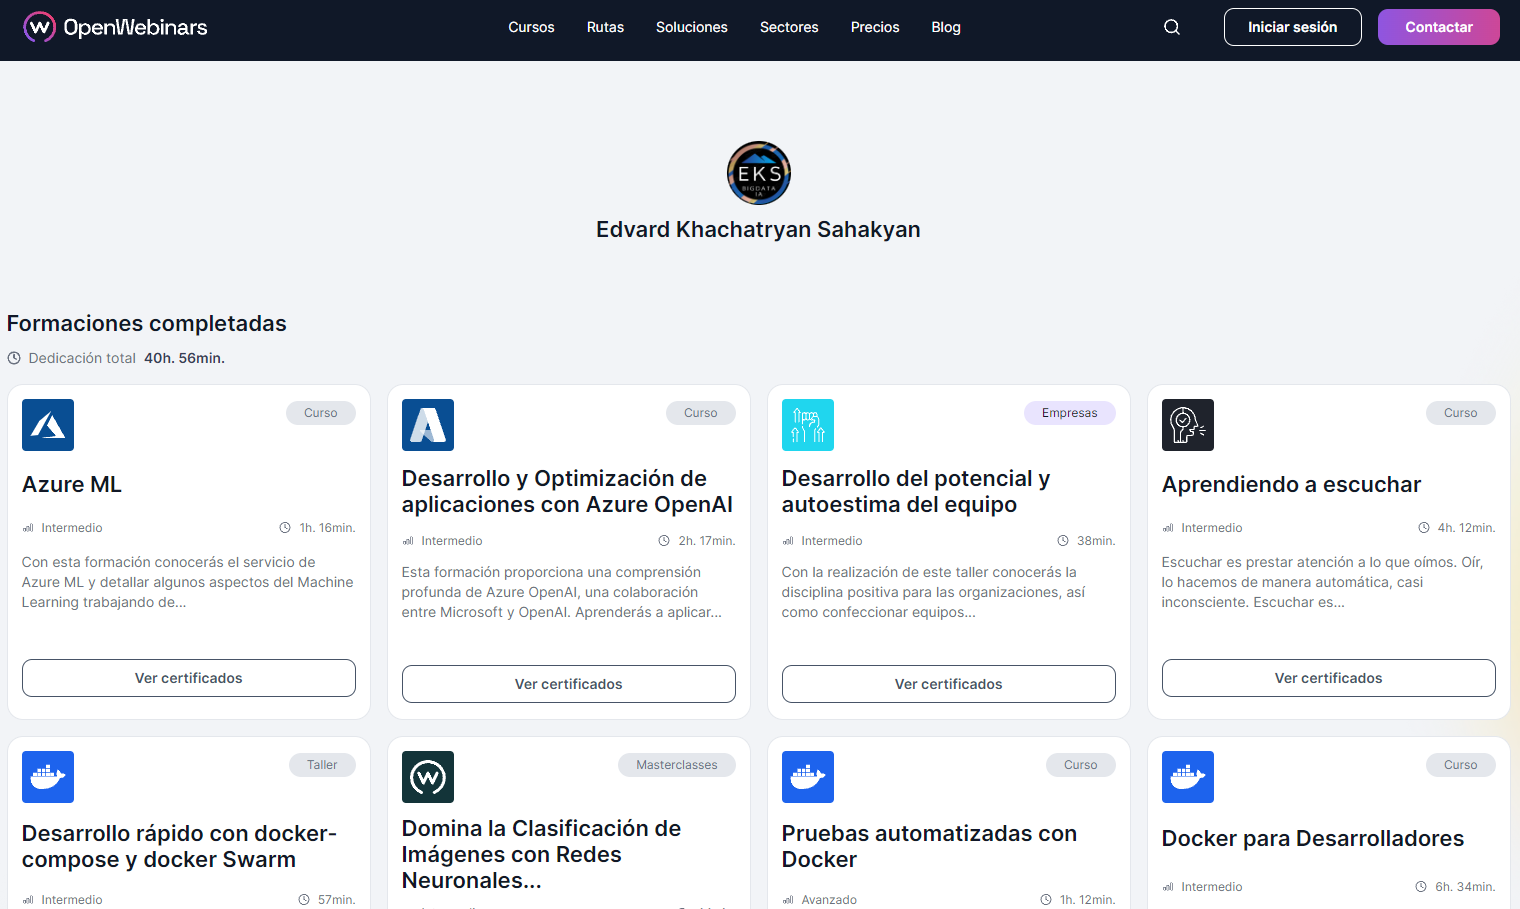 OpenWebinars
Cursos
Rutas
Soluciones
Sectores
Precios
Blog
Iniciar sesión
Contactar
EKS
BIGDATA
IA
Edvard Khachatryan Sahakyan
Formaciones completadas
Dedicación total 40h. 56min.
Curso
Azure ML
Intermedio
1h. 16min.
Con esta formación conocerás el servicio de
Azure ML y detallar algunos aspectos del Machine
Learning trabajando de...
Ver certificados
Curso
Desarrollo y Optimización de
aplicaciones con Azure OpenAI
Intermedio
2h. 17min.
Esta formación proporciona una comprensión
profunda de Azure OpenAI, una colaboración
entre Microsoft y OpenAI. Aprenderás a aplicar...
Ver certificados
Empresas
Desarrollo del potencial y
autoestima del equipo
Intermedio
38min.
Con la realización de este taller conocerás la
disciplina positiva para las organizaciones, así
como confeccionar equipos...
Ver certificados
Curso
Aprendiendo a escuchar
Intermedio
4h. 12min.
Escuchar es prestar atención a lo que oímos. Oír,
lo hacemos de manera automática, casi
inconsciente. Escuchar es...
Ver certificados
Taller
Desarrollo rápido con docker-
compose y docker Swarm
Intermedio
57min.
Masterclasses
Domina la Clasificación de
Imágenes con Redes
Neuronales...
Curso
Pruebas automatizadas con
Docker
Avanzado
1h. 12min.
Curso
Docker para Desarrolladores
Intermedio
6h. 34min.